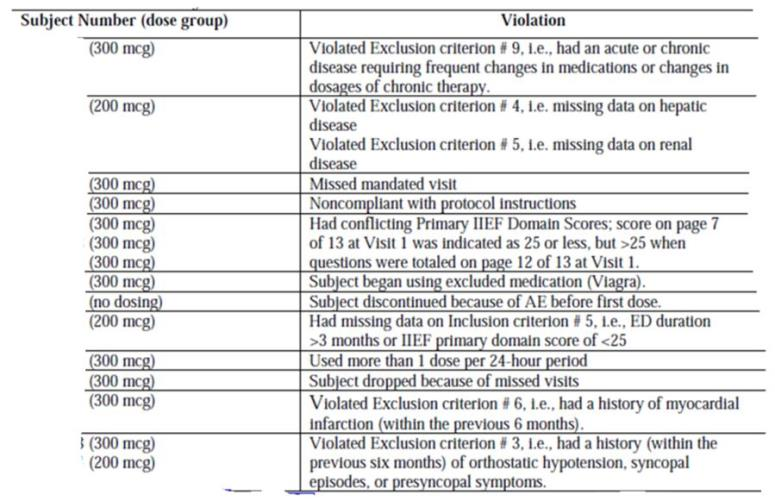 Subject Number (dose group) Violation
(300 mcg) Violated Exclusion criterion # 9, i.e., had an acute or chronic
disease requiring frequent changes in medications or changes in
dosages of chronic therapy.
(200 mcg) Violated Exclusion criterion # 4, i.e. missing data on hepatic
disease
Violated Exclusion criterion # 5, i.e. missing data on renal
disease
(300 mcg) Missed mandated visit
(300 mcg) Noncompliant with protocol instructions
(300 mcg) Had conflicting Primary IIEF Domain Scores; score on page 7
(300 mcg) of 13 at Visit 1 was indicated as 25 or less, but >25 when
(300 mcg) questions were totaled on page 12 of 13 at Visit 1.
(300 mcg) Subject began using excluded medication (Viagra).
(no dosing) Subject discontinued because of AE before first dose.
(200 mcg) Had missing data on Inclusion criterion # 5, i.e., ED duration
>3 months or IIEF primary domain score of <25
(300 mcg) Used more than 1 dose per 24-hour period
(300 mcg) Subject dropped because of missed visits
(300 mcg) Violated Exclusion criterion # 6, i.e., had a history of myocardial
infarction (within the previous 6 months).
(300 mcg) Violated Exclusion criterion # 3, i.e., had a history (within the
(200 mcg) previous six months) of orthostatic hypotension, syncopal
episodes, or presyncopal symptoms.